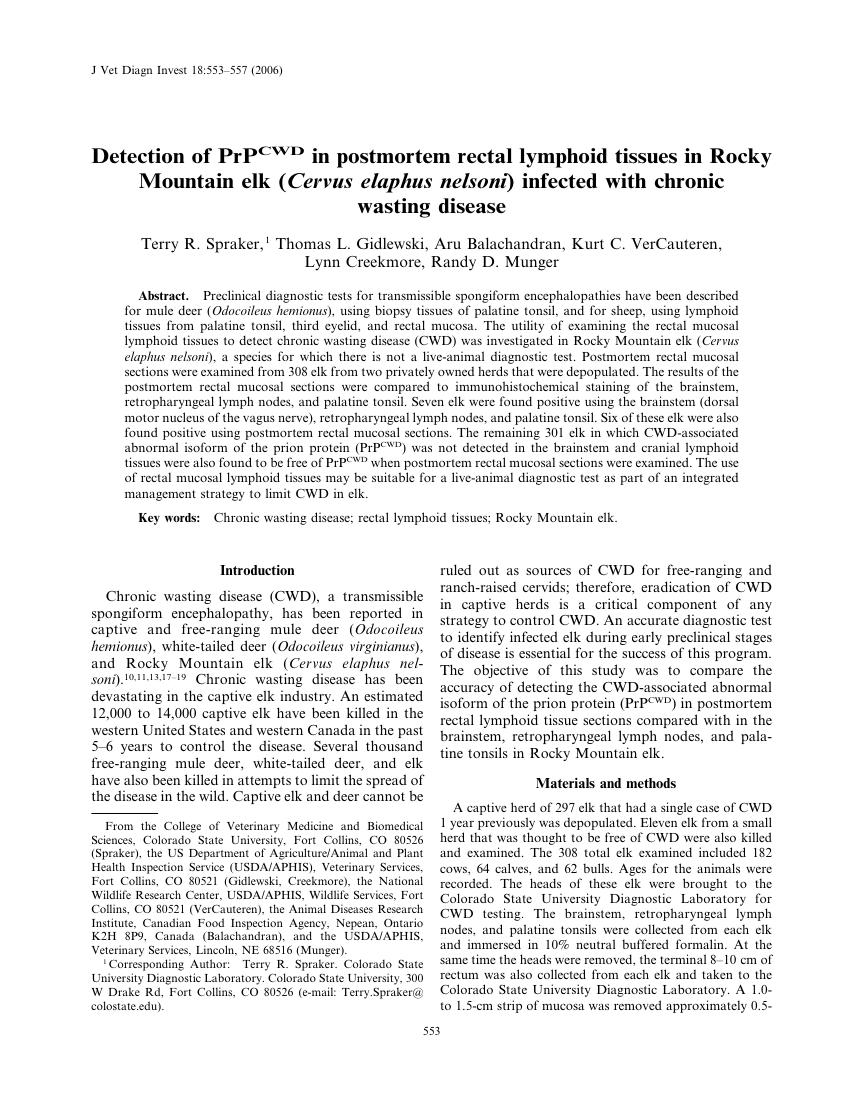 J Vet Diagn Invest 18:553–557 (2006)
Detection of PrPCWD in postmortem rectal lymphoid tissues in Rocky
Mountain elk (Cervus elaphus nelsoni) infected with chronic
wasting disease
Terry R. Spraker,1 Thomas L. Gidlewski, Aru Balachandran, Kurt C. VerCauteren,
Lynn Creekmore, Randy D. Munger
Abstract. Preclinical diagnostic tests for transmissible spongiform encephalopathies have been described
for mule deer (Odocoileus hemionus), using biopsy tissues of palatine tonsil, and for sheep, using lymphoid
tissues from palatine tonsil, third eyelid, and rectal mucosa. The utility of examining the rectal mucosal
lymphoid tissues to detect chronic wasting disease (CWD) was investigated in Rocky Mountain elk (Cervus
elaphus nelsoni), a species for which there is not a live-animal diagnostic test. Postmortem rectal mucosal
sections were examined from 308 elk from two privately owned herds that were depopulated. The results of the
postmortem rectal mucosal sections were compared to immunohistochemical staining of the brainstem,
retropharyngeal lymph nodes, and palatine tonsil. Seven elk were found positive using the brainstem (dorsal
motor nucleus of the vagus nerve), retropharyngeal lymph nodes, and palatine tonsil. Six of these elk were also
found positive using postmortem rectal mucosal sections. The remaining 301 elk in which CWD-associated
abnormal isoform of the prion protein (PrPCWD) was not detected in the brainstem and cranial lymphoid
tissues were also found to be free of PrPCWD when postmortem rectal mucosal sections were examined. The use
of rectal mucosal lymphoid tissues may be suitable for a live-animal diagnostic test as part of an integrated
management strategy to limit CWD in elk.
Key words: Chronic wasting disease; rectal lymphoid tissues; Rocky Mountain elk.
Introduction
Chronic wasting disease (CWD), a transmissible
spongiform encephalopathy, has been reported in
captive and free-ranging mule deer (Odocoileus
hemionus), white-tailed deer (Odocoileus virginianus),
and Rocky Mountain elk (Cervus elaphus nel-
soni).10,11,13,17–19 Chronic wasting disease has been
devastating in the captive elk industry. An estimated
12,000 to 14,000 captive elk have been killed in the
western United States and western Canada in the past
5–6 years to control the disease. Several thousand
free-ranging mule deer, white-tailed deer, and elk
have also been killed in attempts to limit the spread of
the disease in the wild. Captive elk and deer cannot be
From the College of Veterinary Medicine and Biomedical
Sciences, Colorado State University, Fort Collins, CO 80526
(Spraker), the US Department of Agriculture/Animal and Plant
Health Inspection Service (USDA/APHIS), Veterinary Services,
Fort Collins, CO 80521 (Gidlewski, Creekmore), the National
Wildlife Research Center, USDA/APHIS, Wildlife Services, Fort
Collins, CO 80521 (VerCauteren), the Animal Diseases Research
Institute, Canadian Food Inspection Agency, Nepean, Ontario
K2H 8P9, Canada (Balachandran), and the USDA/APHIS,
Veterinary Services, Lincoln, NE 68516 (Munger).
1 Corresponding Author: Terry R. Spraker. Colorado State
University Diagnostic Laboratory. Colorado State University, 300
W Drake Rd, Fort Collins, CO 80526 (e-mail: Terry.Spraker@
colostate.edu).
ruled out as sources of CWD for free-ranging and
ranch-raised cervids; therefore, eradication of CWD
in captive herds is a critical component of any
strategy to control CWD. An accurate diagnostic test
to identify infected elk during early preclinical stages
of disease is essential for the success of this program.
The objective of this study was to compare the
accuracy of detecting the CWD-associated abnormal
isoform of the prion protein (PrPCWD) in postmortem
rectal lymphoid tissue sections compared with in the
brainstem, retropharyngeal lymph nodes, and pala-
tine tonsils in Rocky Mountain elk.
Materials and methods
A captive herd of 297 elk that had a single case of CWD
1 year previously was depopulated. Eleven elk from a small
herd that was thought to be free of CWD were also killed
and examined. The 308 total elk examined included 182
cows, 64 calves, and 62 bulls. Ages for the animals were
recorded. The heads of these elk were brought to the
Colorado State University Diagnostic Laboratory for
CWD testing. The brainstem, retropharyngeal lymph
nodes, and palatine tonsils were collected from each elk
and immersed in 10% neutral buffered formalin. At the
same time the heads were removed, the terminal 8–10 cm of
rectum was also collected from each elk and taken to the
Colorado State University Diagnostic Laboratory. A 1.0-
to 1.5-cm strip of mucosa was removed approximately 0.5-
553